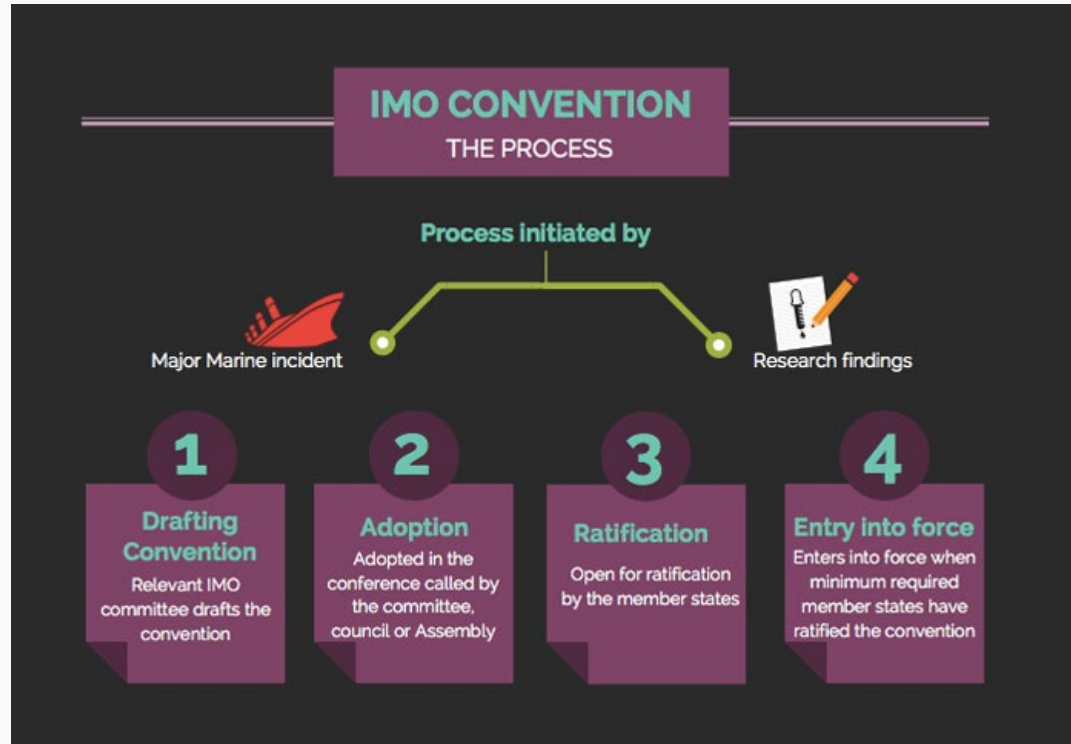 IMO CONVENTION
THE PROCESS
Process initiated by
Major Marine incident
Research findings
1
Drafting
Convention
Relevant IMO
committee drafts the
convention
2
Adoption
Adopted in the
conference called by
the committee,
council or Assembly
3
Ratification
Open for ratification
by the member states
4
Entry into force
Enters into force when
minimum required
member states have
ratified the convention